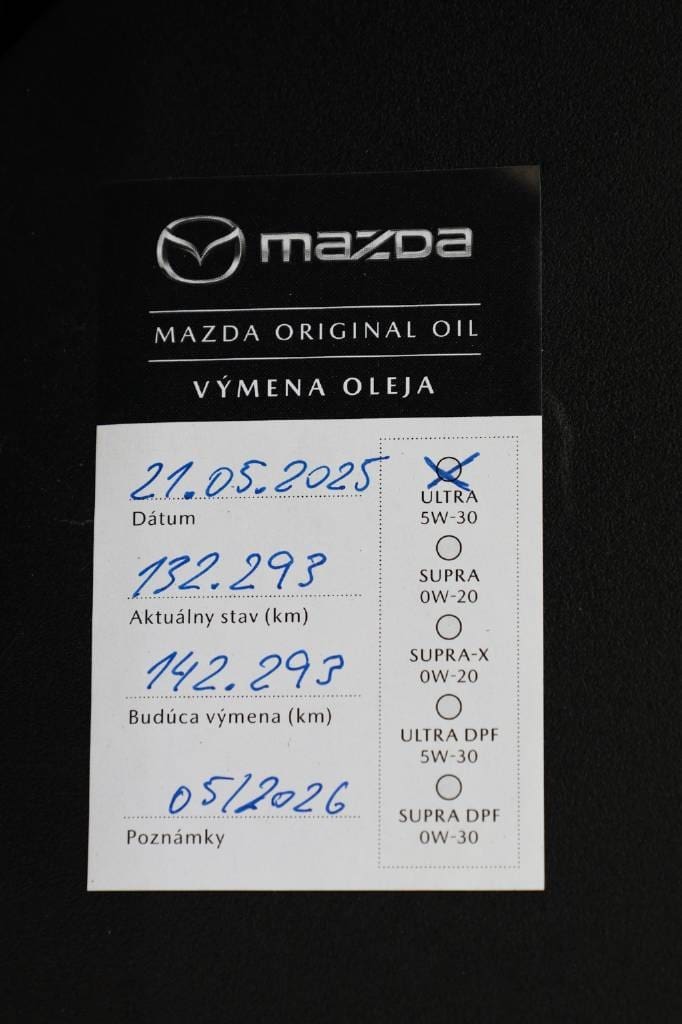 mazda
MAZDA ORIGINAL OIL
VÝMENA OLEJA
21.05.2025
Dátum
132.293
Aktuálny stav (km)
142.293
Budúca výmena (km)
05/2026
Poznámky
ULTRA
5W-30
SUPRA
0W-20
SUPRA-X
0W-20
ULTRA DPF
5W-30
SUPRA DPF
0W-30